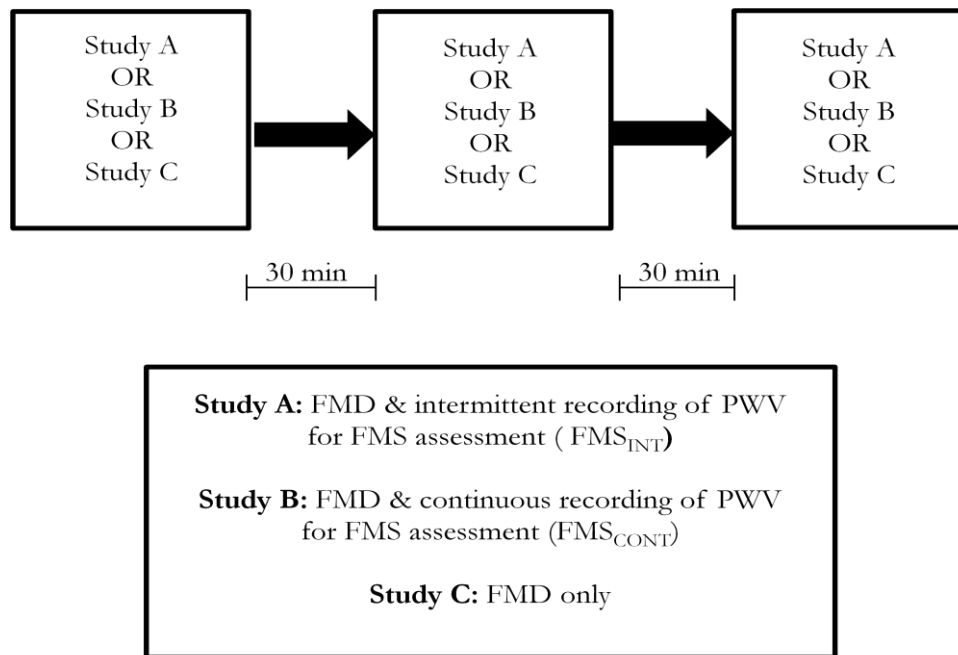 Study A
OR
Study B
OR
Study C
Study A
OR
Study B
OR
Study C
Study A
OR
Study B
OR
Study C
30 min
30 min
Study A: FMD & intermittent recording of PWV
for FMS assessment ( FMSINT)
Study B: FMD & continuous recording of PWV
for FMS assessment (FMSCONT)
Study C: FMD only